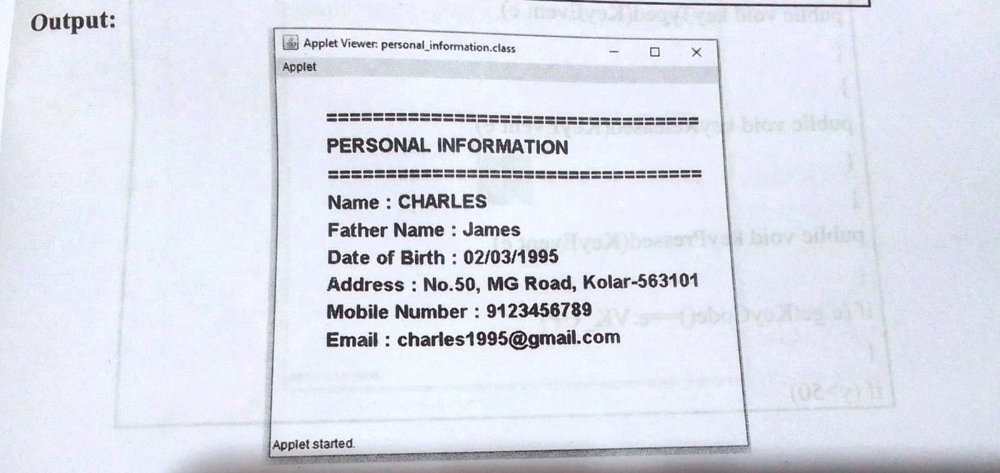 Output:
Applet Viewer: personal_information.class
Applet
================================
PERSONAL INFORMATION
================================
Name : CHARLES
Father Name : James
Date of Birth : 02/03/1995
Address : No.50, MG Road, Kolar-563101
Mobile Number : 9123456789
Email : charles1995@gmail.com
Applet started.